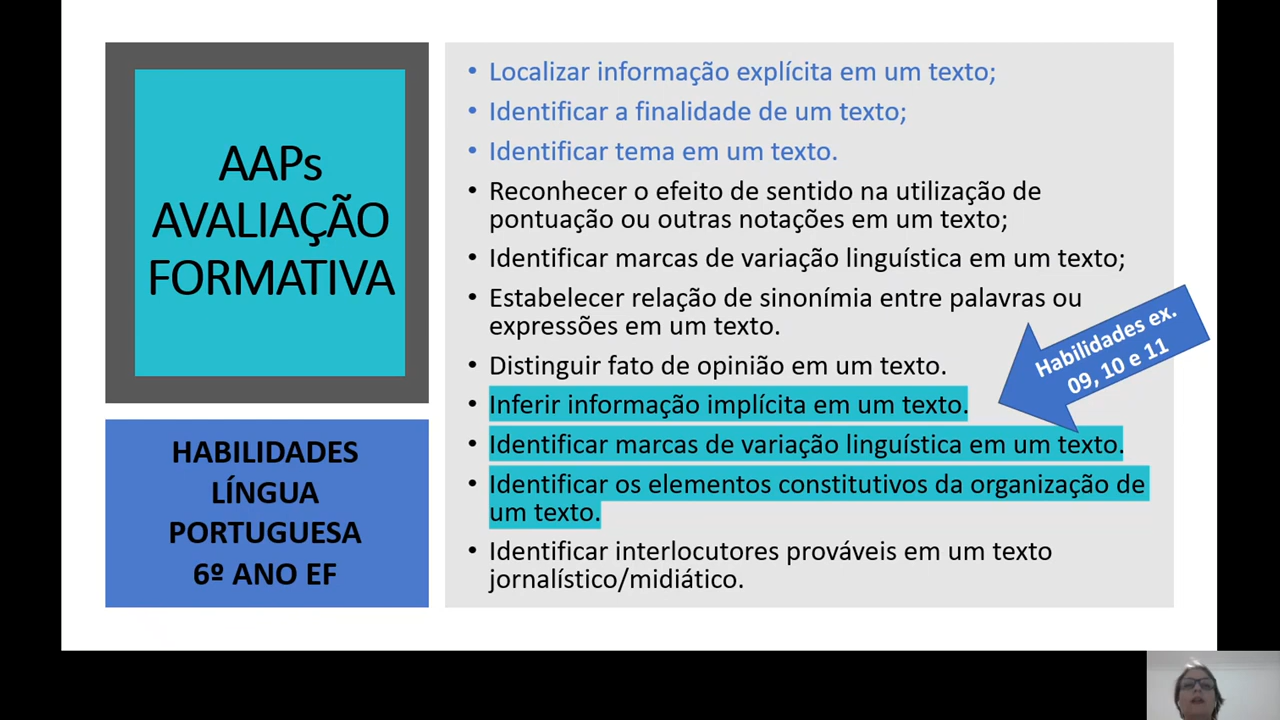 AAPs
AVALIAÇÃO
FORMATIVA
HABILIDADES
LÍNGUA
PORTUGUESA
6º ANO EF
• Localizar informação explícita em um texto;
• Identificar a finalidade de um texto;
• Identificar tema em um texto.
• Reconhecer o efeito de sentido na utilização de
pontuação ou outras notações em um texto;
• Identificar marcas de variação linguística em um texto;
• Estabelecer relação de sinonímia entre palavras ou
expressões em um texto.
• Distinguir fato de opinião em um texto.
• Inferir informação implícita em um texto.
• Identificar marcas de variação linguística em um texto.
• Identificar os elementos constitutivos da organização de
um texto.
• Identificar interlocutores prováveis em um texto
jornalístico/midiático.
Habilidades ex.
09, 10 e 11